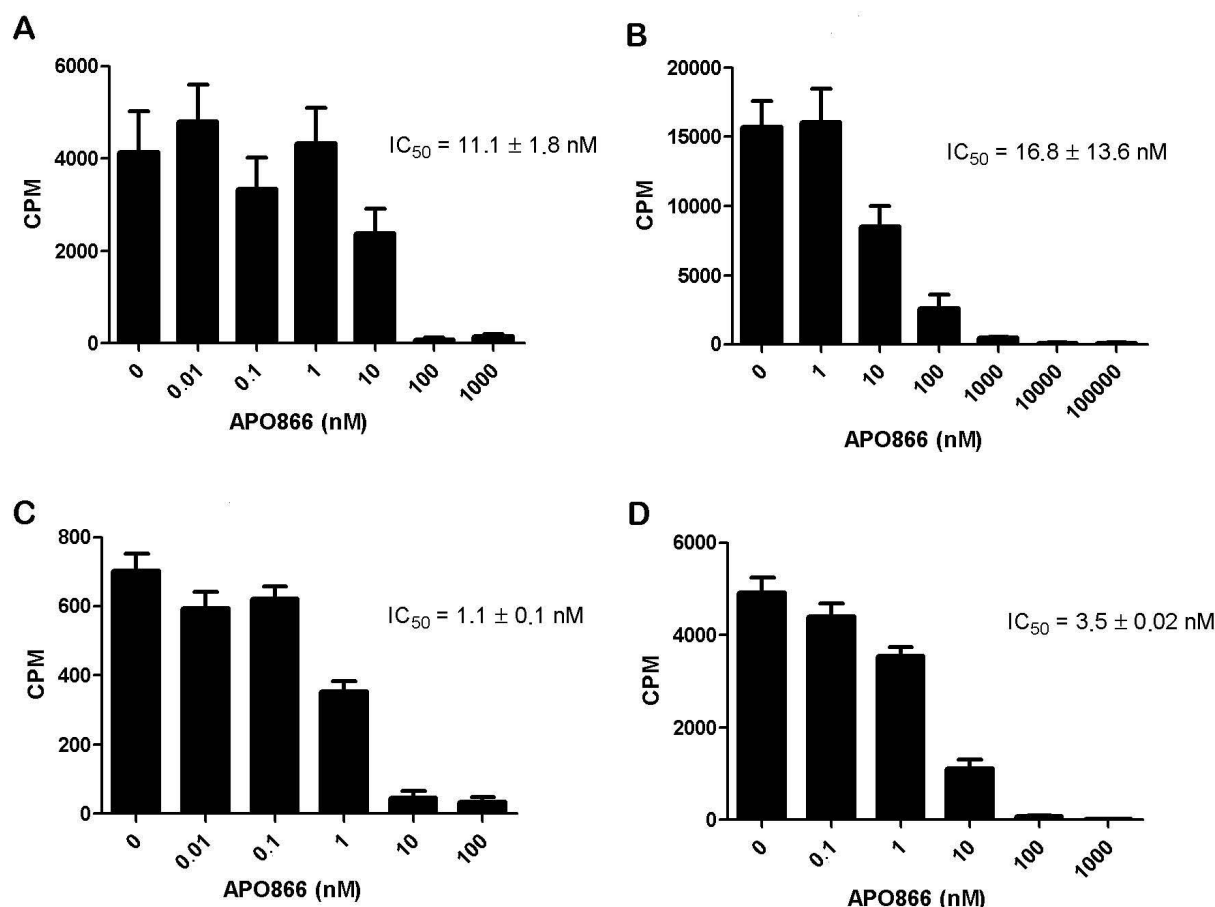 A
6000
4000
2000
0
CPM
IC50 = 11.1 ± 1.8 nM
0 0.01 0.1 1 10 100 1000
APO866 (nM)
B
20000
15000
10000
5000
0
CPM
IC50 = 16.8 ± 13.6 nM
0 1 10 100 1000 10000 100000
APO866 (nM)
C
800
600
400
200
0
CPM
IC50 = 1.1 ± 0.1 nM
0 0.01 0.1 1 10 100
APO866 (nM)
D
6000
4000
2000
0
CPM
IC50 = 3.5 ± 0.02 nM
0 0.1 1 10 100 1000
APO866 (nM)